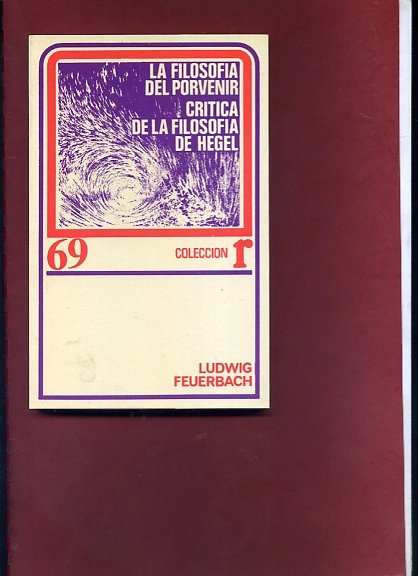 LA FILOSOFIA
DEL PORVENIR
CRITICA
DE LA FILOSOFIA
DE HEGEL
69
COLECCION r
LUDWIG
FEUERBACH